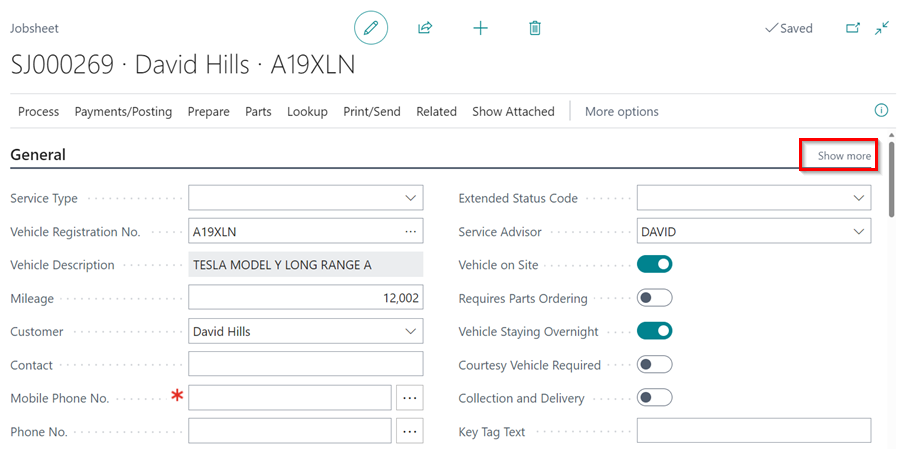 Jobsheet
Saved
SJ000269 · David Hills · A19XLN
Process Payments/Posting Prepare Parts Lookup Print/Send Related Show Attached More options
General Show more
Service Type Extended Status Code
Vehicle Registration No. A19XLN Service Advisor DAVID
Vehicle Description TESLA MODEL Y LONG RANGE A Vehicle on Site
Mileage 12,002 Requires Parts Ordering
Customer David Hills Vehicle Staying Overnight
Contact Courtesy Vehicle Required
Mobile Phone No. Collection and Delivery
Phone No. Key Tag Text